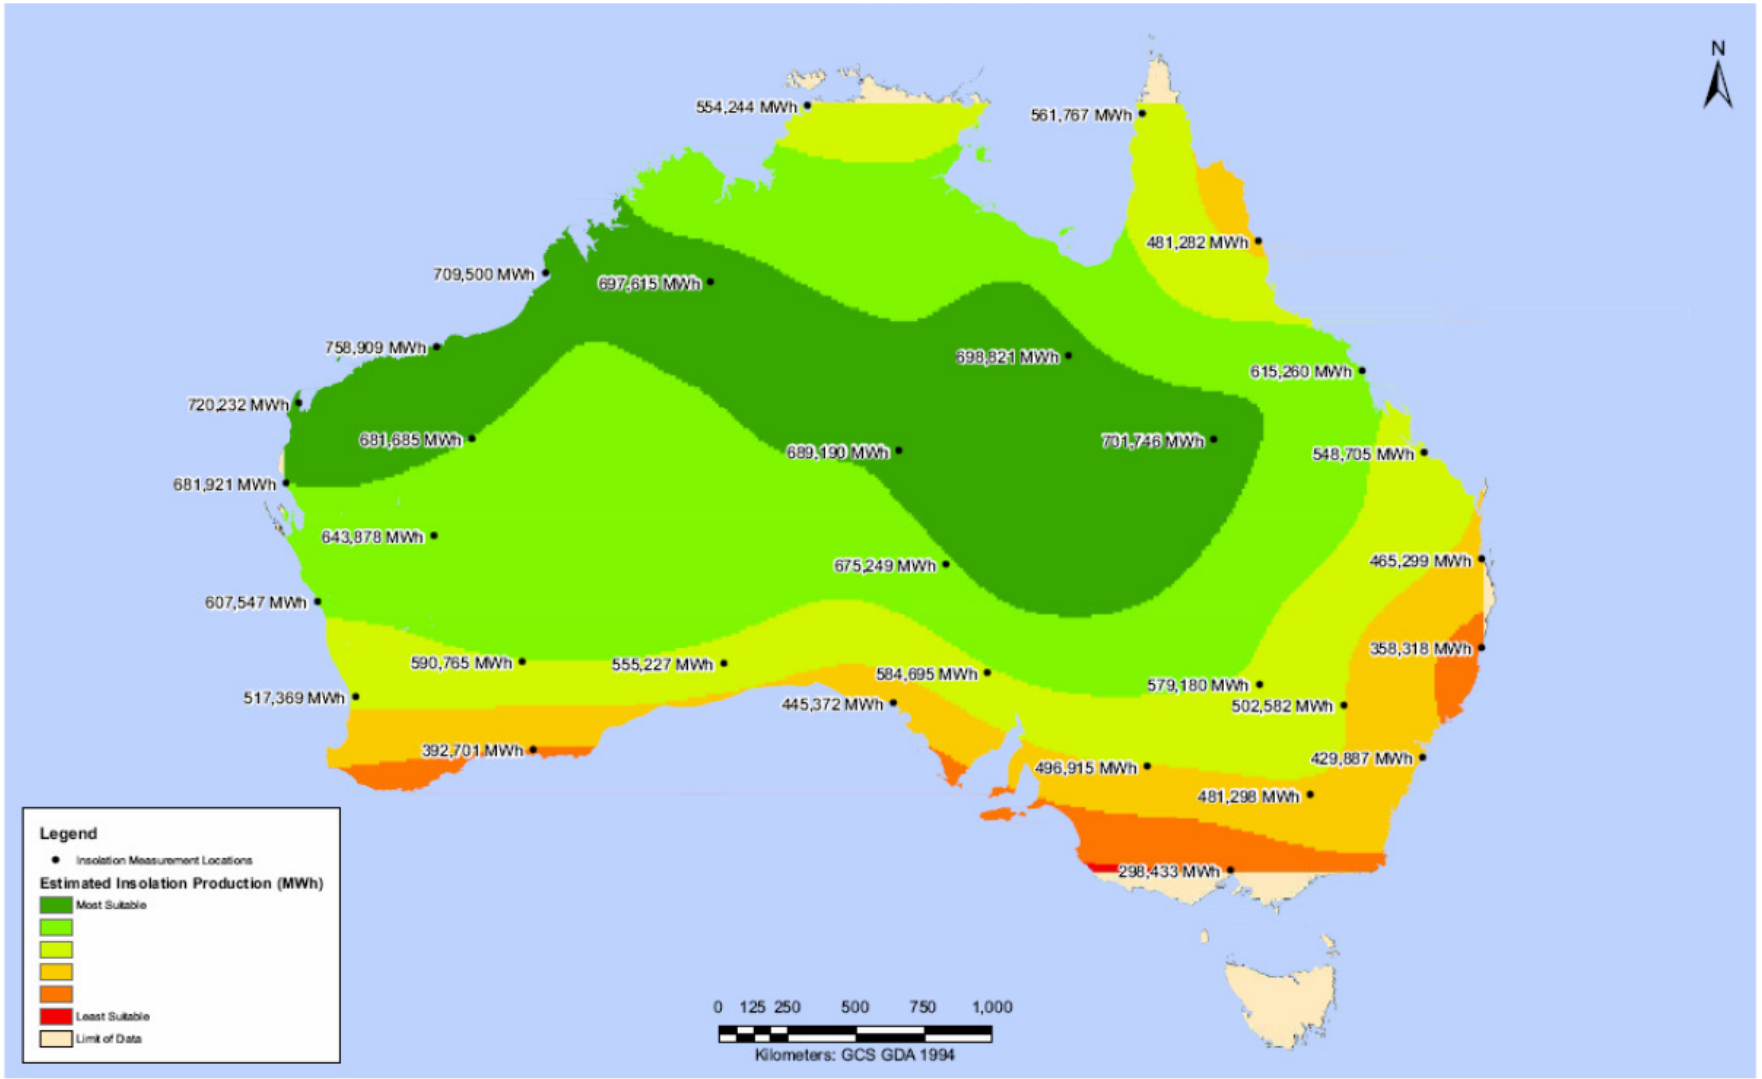 N
554,244 MWh
561,767 MWh
481,282 MWh
709,500 MWh
697,615 MWh
758,909 MWh
698,821 MWh
615,260 MWh
720,232 MWh
681,685 MWh
701,746 MWh
689,190 MWh
548,705 MWh
681,921 MWh
643,878 MWh
465,299 MWh
675,249 MWh
607,547 MWh
358,318 MWh
590,765 MWh
555,227 MWh
584,695 MWh
579,180 MWh
517,369 MWh
445,372 MWh
502,582 MWh
392,701 MWh
429,887 MWh
496,915 MWh
481,298 MWh
298,433 MWh
Legend
Insolation Measurement Locations
Estimated Insolation Production (MWh)
Most Suitable
Least Suitable
Limit of Data
0 125 250 500 750 1,000
Kilometers: GCS GDA 1994